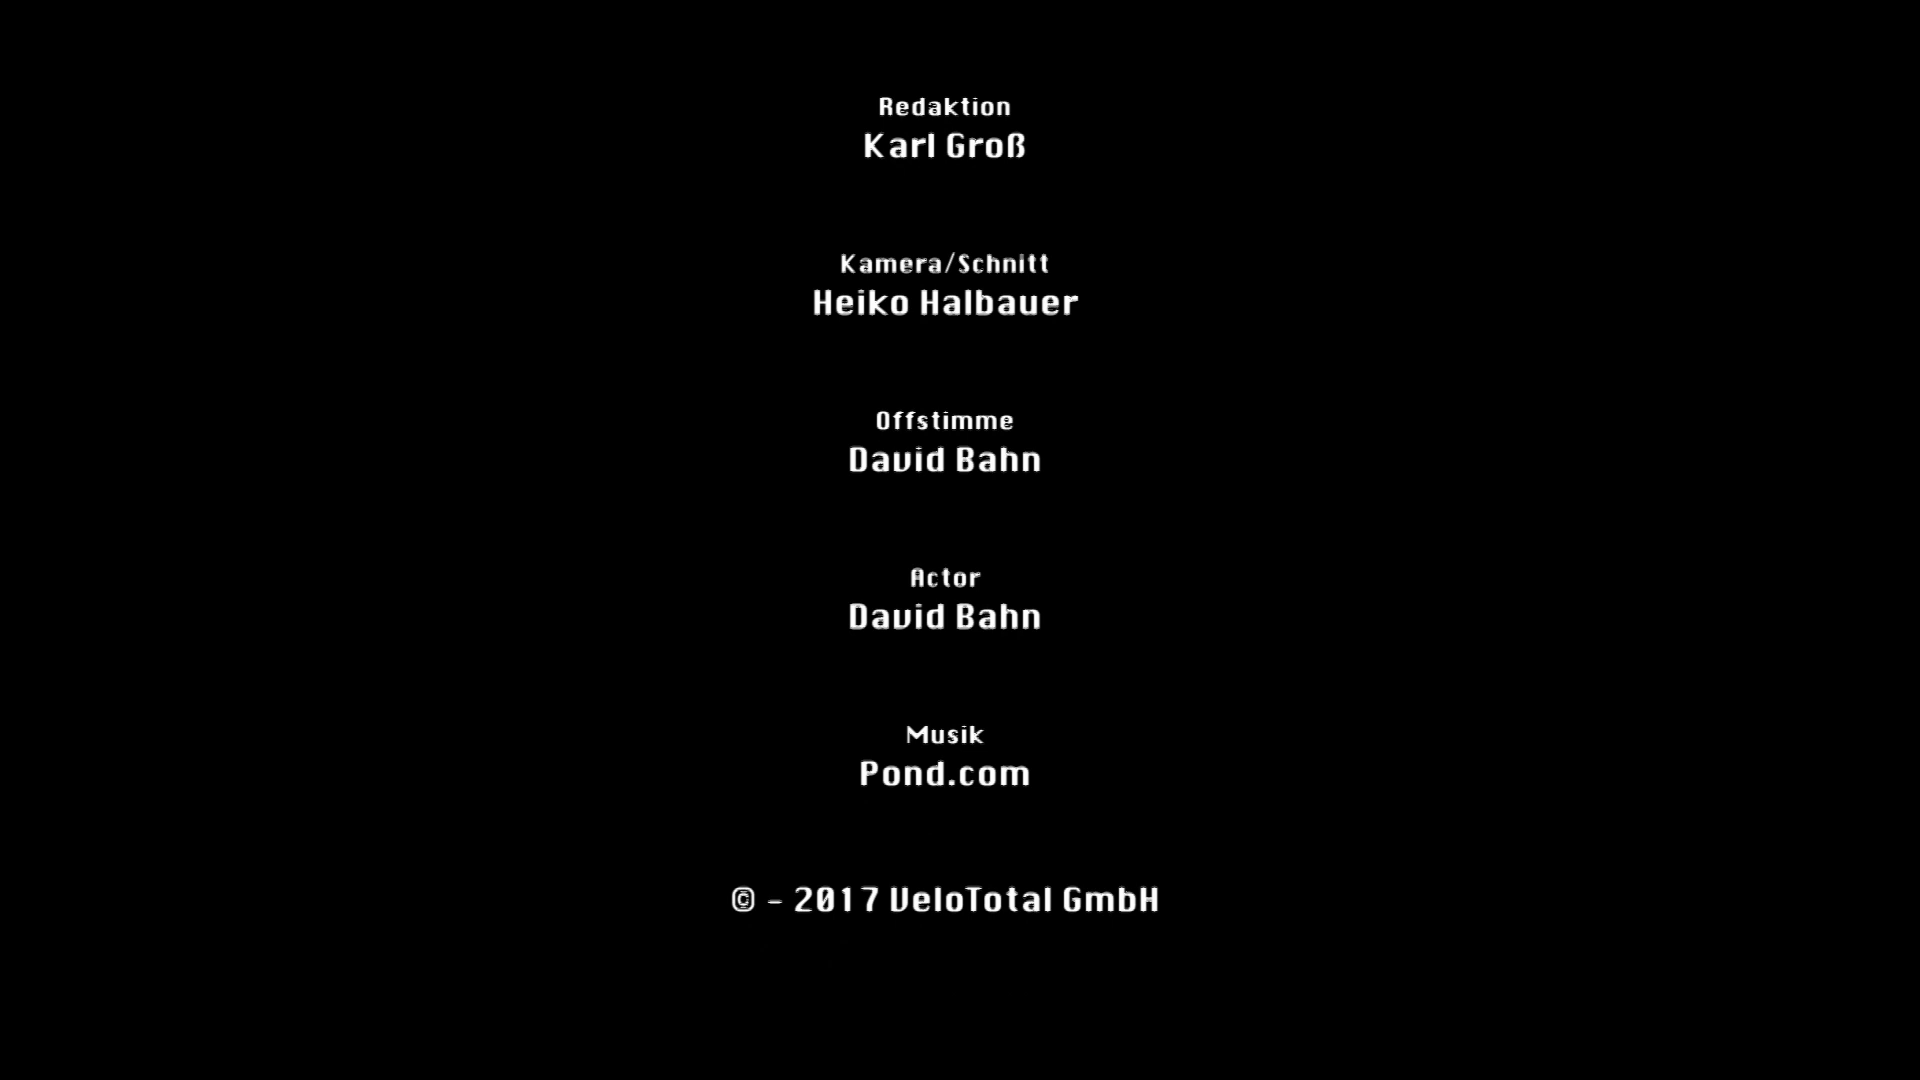 Redaktion
Karl Groß
Kamera/Schnitt
Heiko Halbauer
Offstimme
David Bahn
Actor
David Bahn
Musik
Pond.com
© - 2017 VeloTotal GmbH